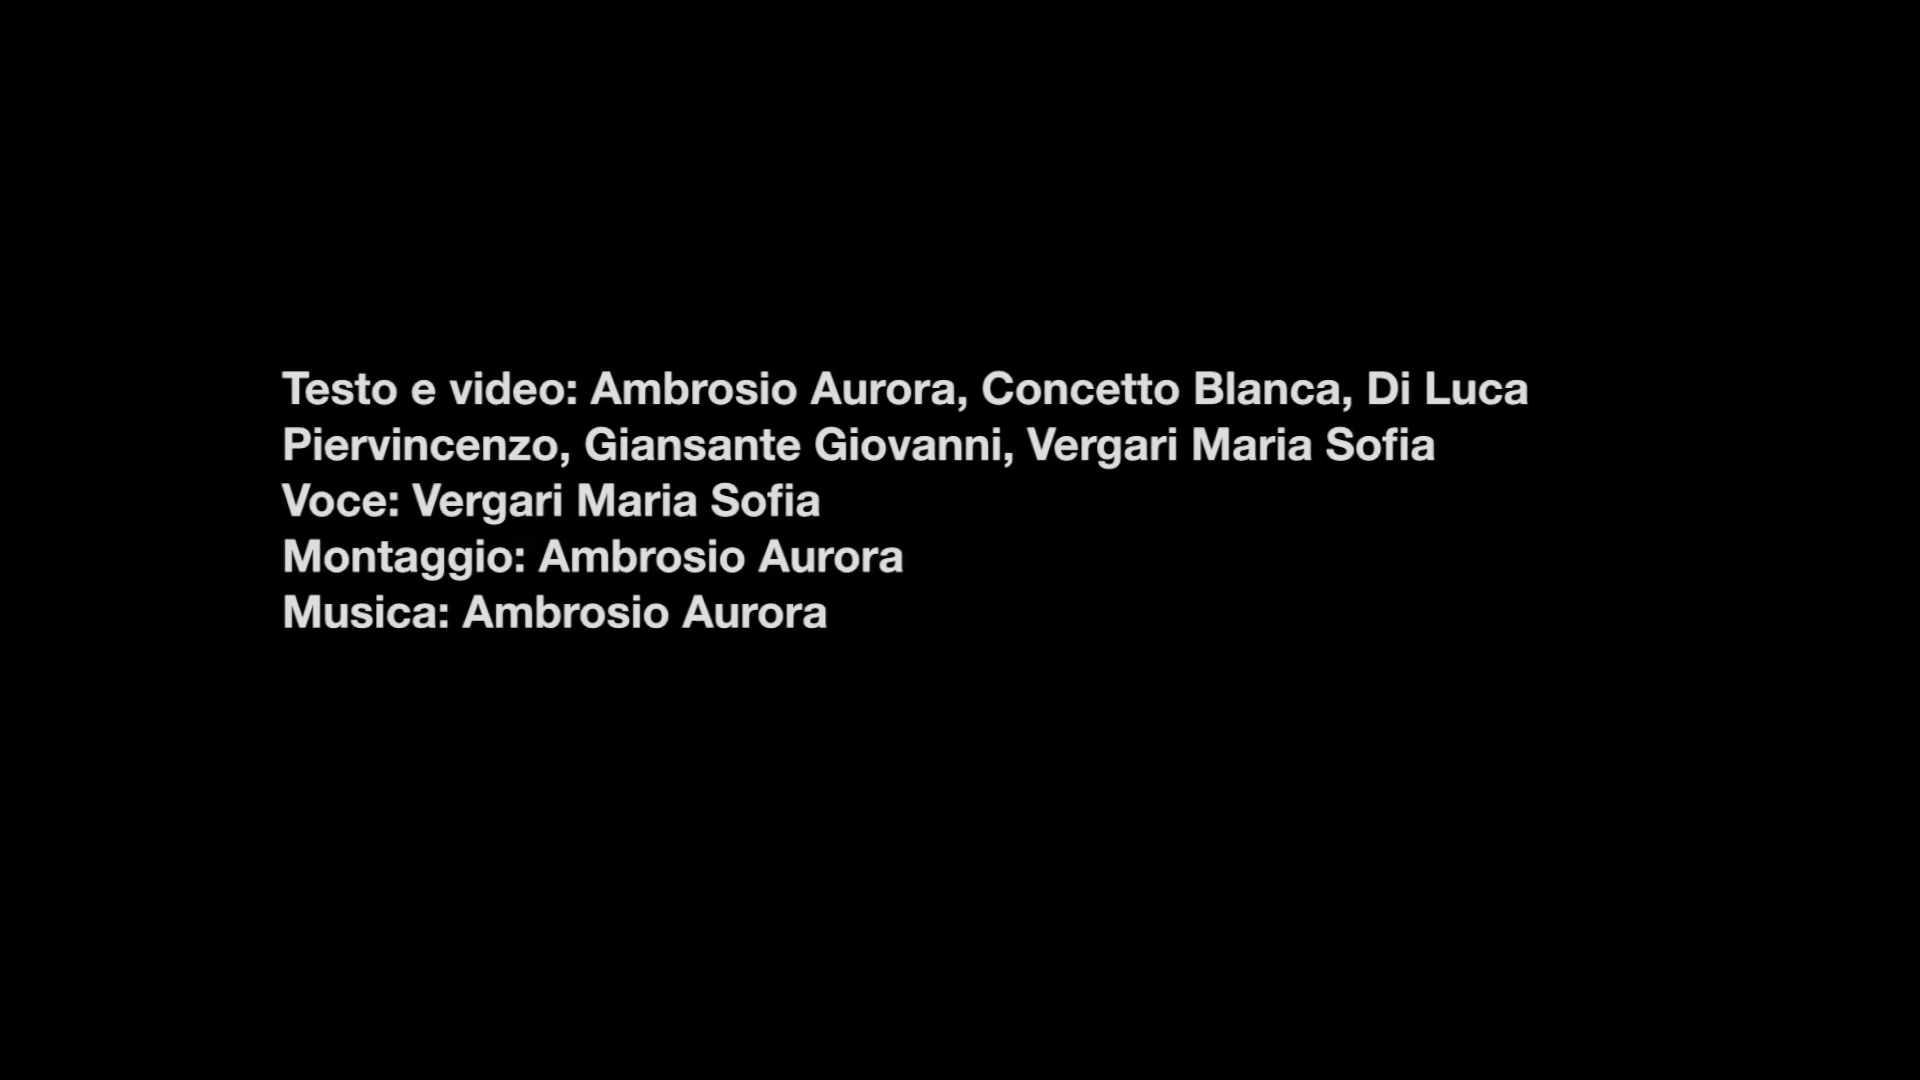 Testo e video: Ambrosio Aurora, Concetto Blanca, Di Luca
Piervincenzo, Giansante Giovanni, Vergari Maria Sofia
Voce: Vergari Maria Sofia
Montaggio: Ambrosio Aurora
Musica: Ambrosio Aurora